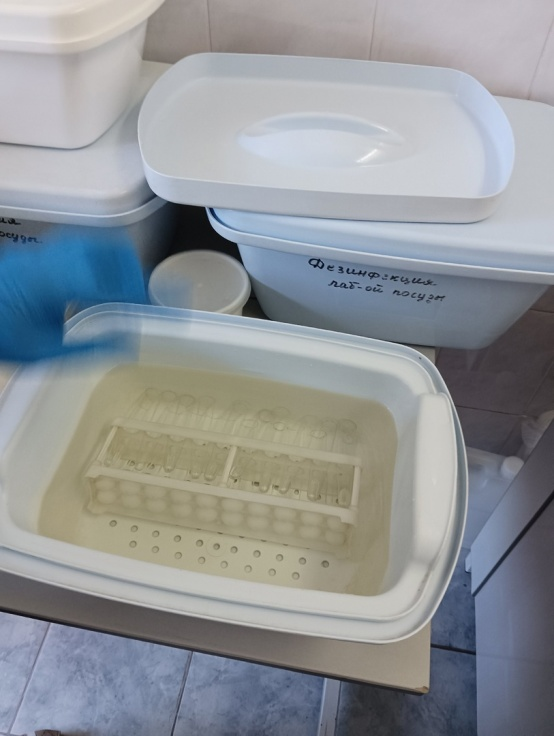 Дезинфекция
лаб-ой посуды